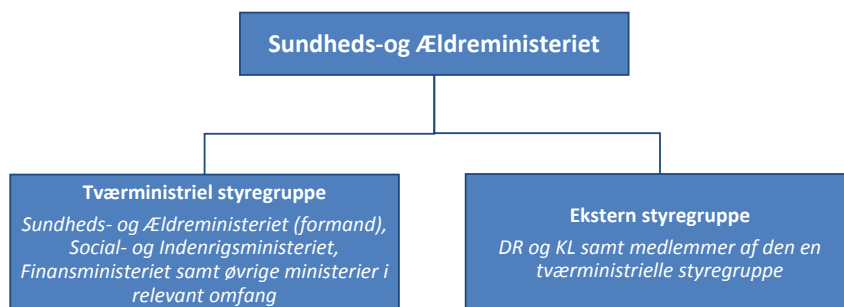 Sundheds-og Ældreministeriet
Tværministriel styregruppe
Sundheds- og Ældreministeriet (formand),
Social- og Indenrigsministeriet,
Finansministeriet samt øvrige ministerier i
relevant omfang
Ekstern styregruppe
DR og KL samt medlemmer af den en
tværministrielle styregruppe